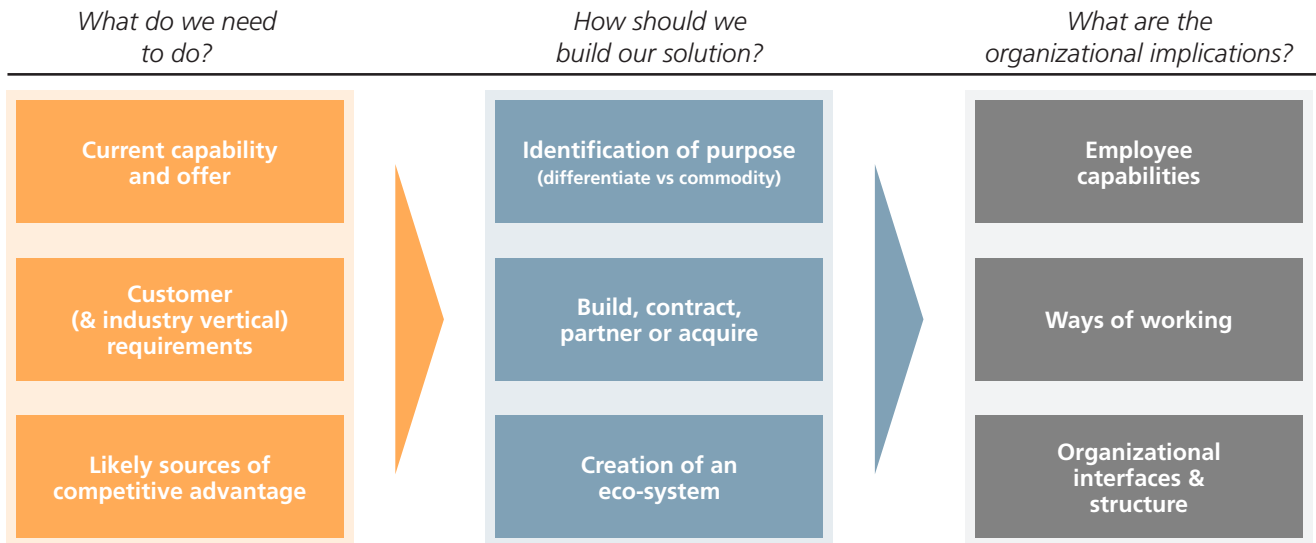 What do we need
to do?
How should we
build our solution?
What are the
organizational implications?
Current capability
and offer
Customer
(& industry vertical)
requirements
Likely sources of
competitive advantage
Identification of purpose
(differentiate vs commodity)
Build, contract,
partner or acquire
Creation of an
eco-system
Employee
capabilities
Ways of working
Organizational
interfaces &
structure